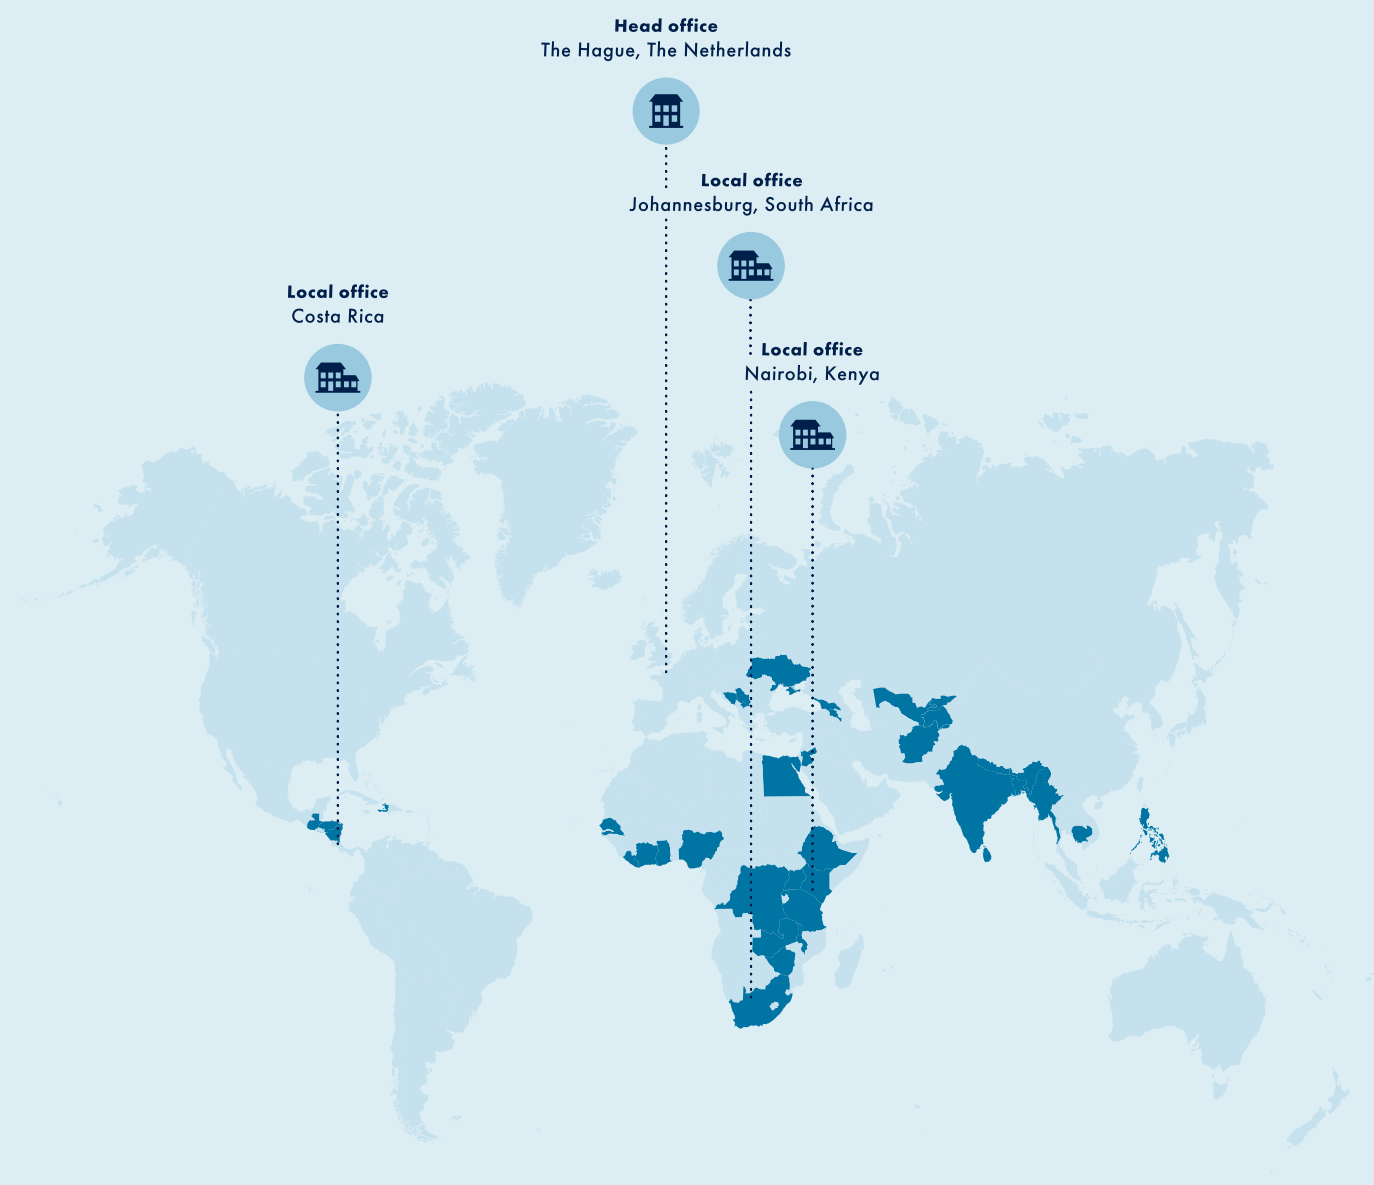 Head office
The Hague, The Netherlands
Local office
Johannesburg, South Africa
Local office
Costa Rica
Local office
Nairobi, Kenya